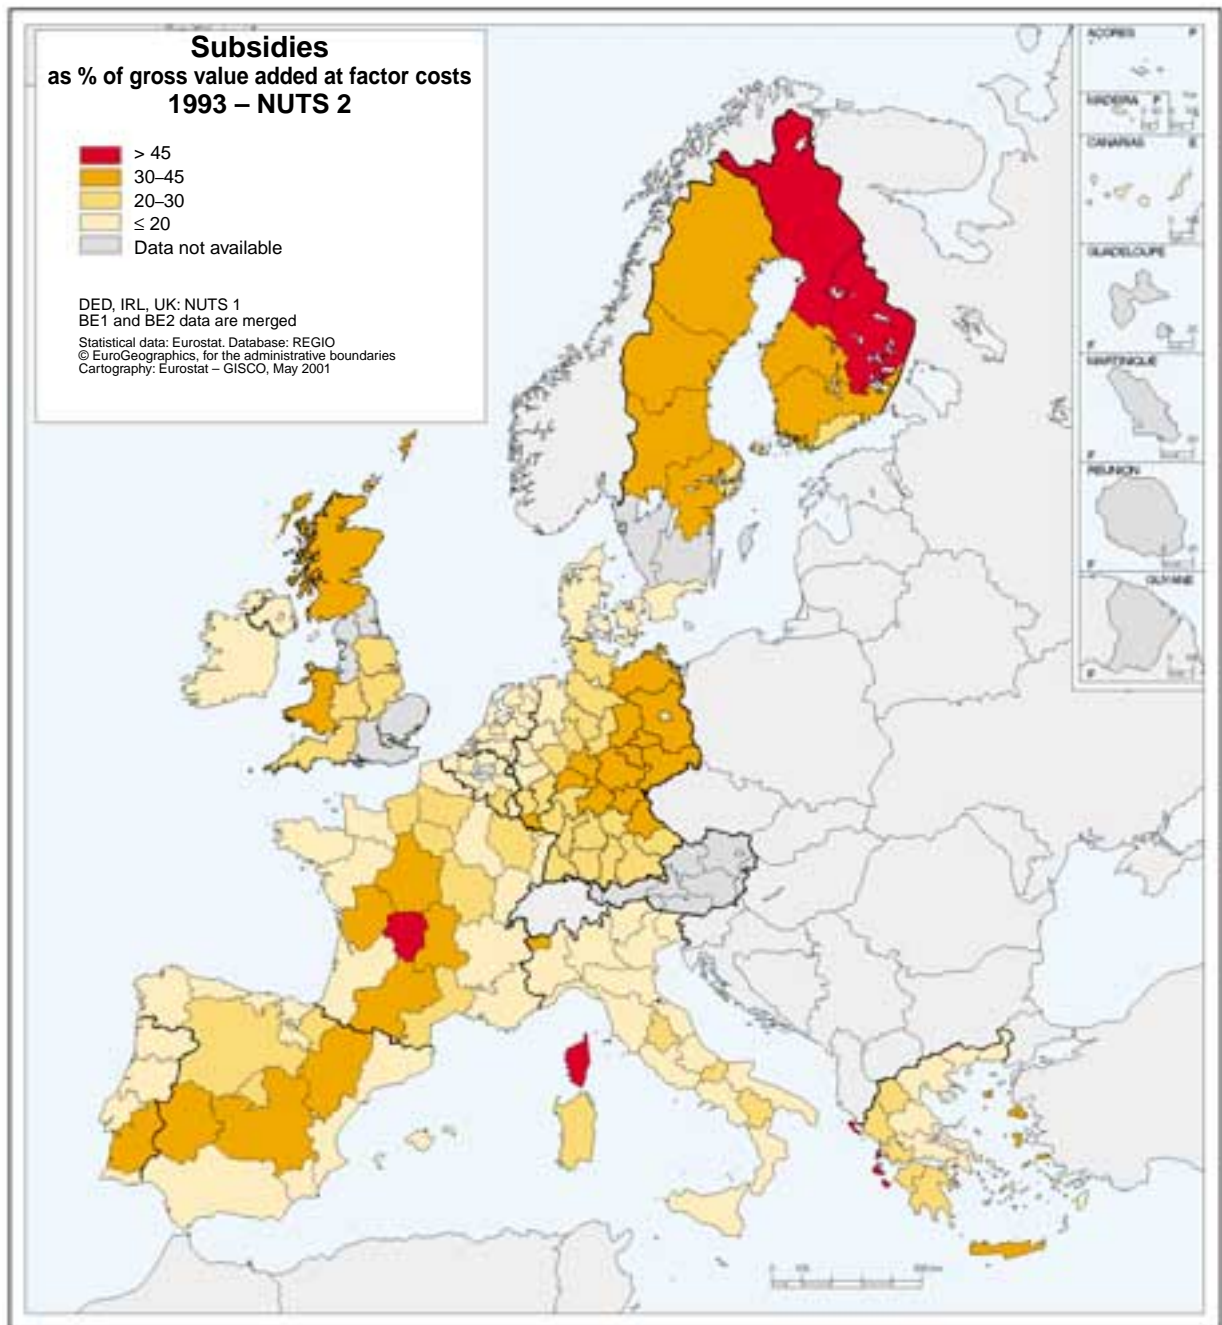 Subsidies
as % of gross value added at factor costs
1993 – NUTS 2
> 45
30–45
20–30
≤ 20
Data not available
DED, IRL, UK: NUTS 1
BE1 and BE2 data are merged
Statistical data: Eurostat. Database: REGIO
© EuroGeographics, for the administrative boundaries
Cartography: Eurostat – GISCO, May 2001
AÇORES P
MADEIRA P
CANARIAS E
GUADELOUPE
F
MARTINIQUE
F
REUNION
F
GUYANE
F